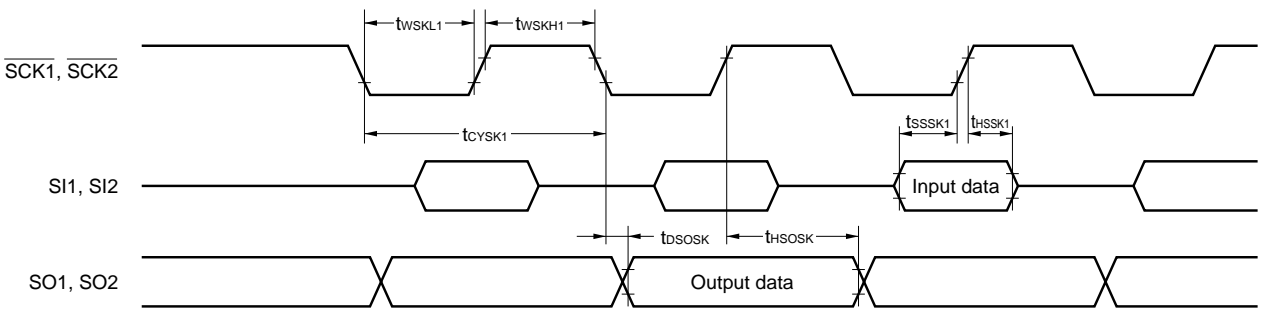 tWSKL1 tWSKH1
SCK1, SCK2
tCYSK1
tSSSK1 tHSSK1
SI1, SI2
Input data
tDSOSK tHSOSK
SO1, SO2
Output data